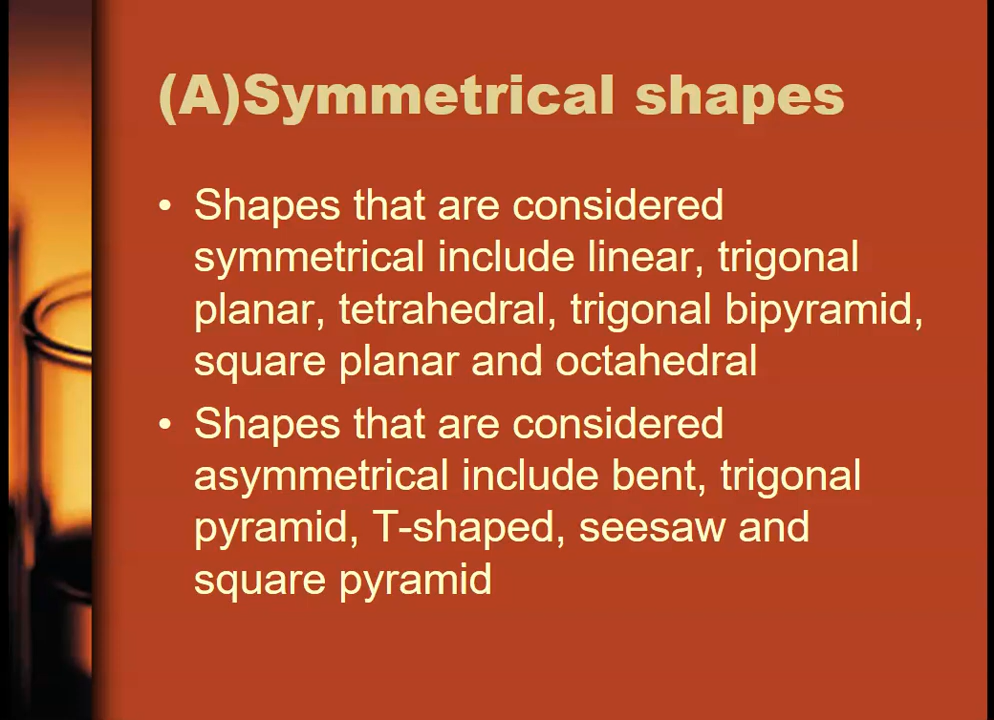 (A)Symmetrical shapes
• Shapes that are considered
symmetrical include linear, trigonal
planar, tetrahedral, trigonal bipyramid,
square planar and octahedral
• Shapes that are considered
asymmetrical include bent, trigonal
pyramid, T-shaped, seesaw and
square pyramid